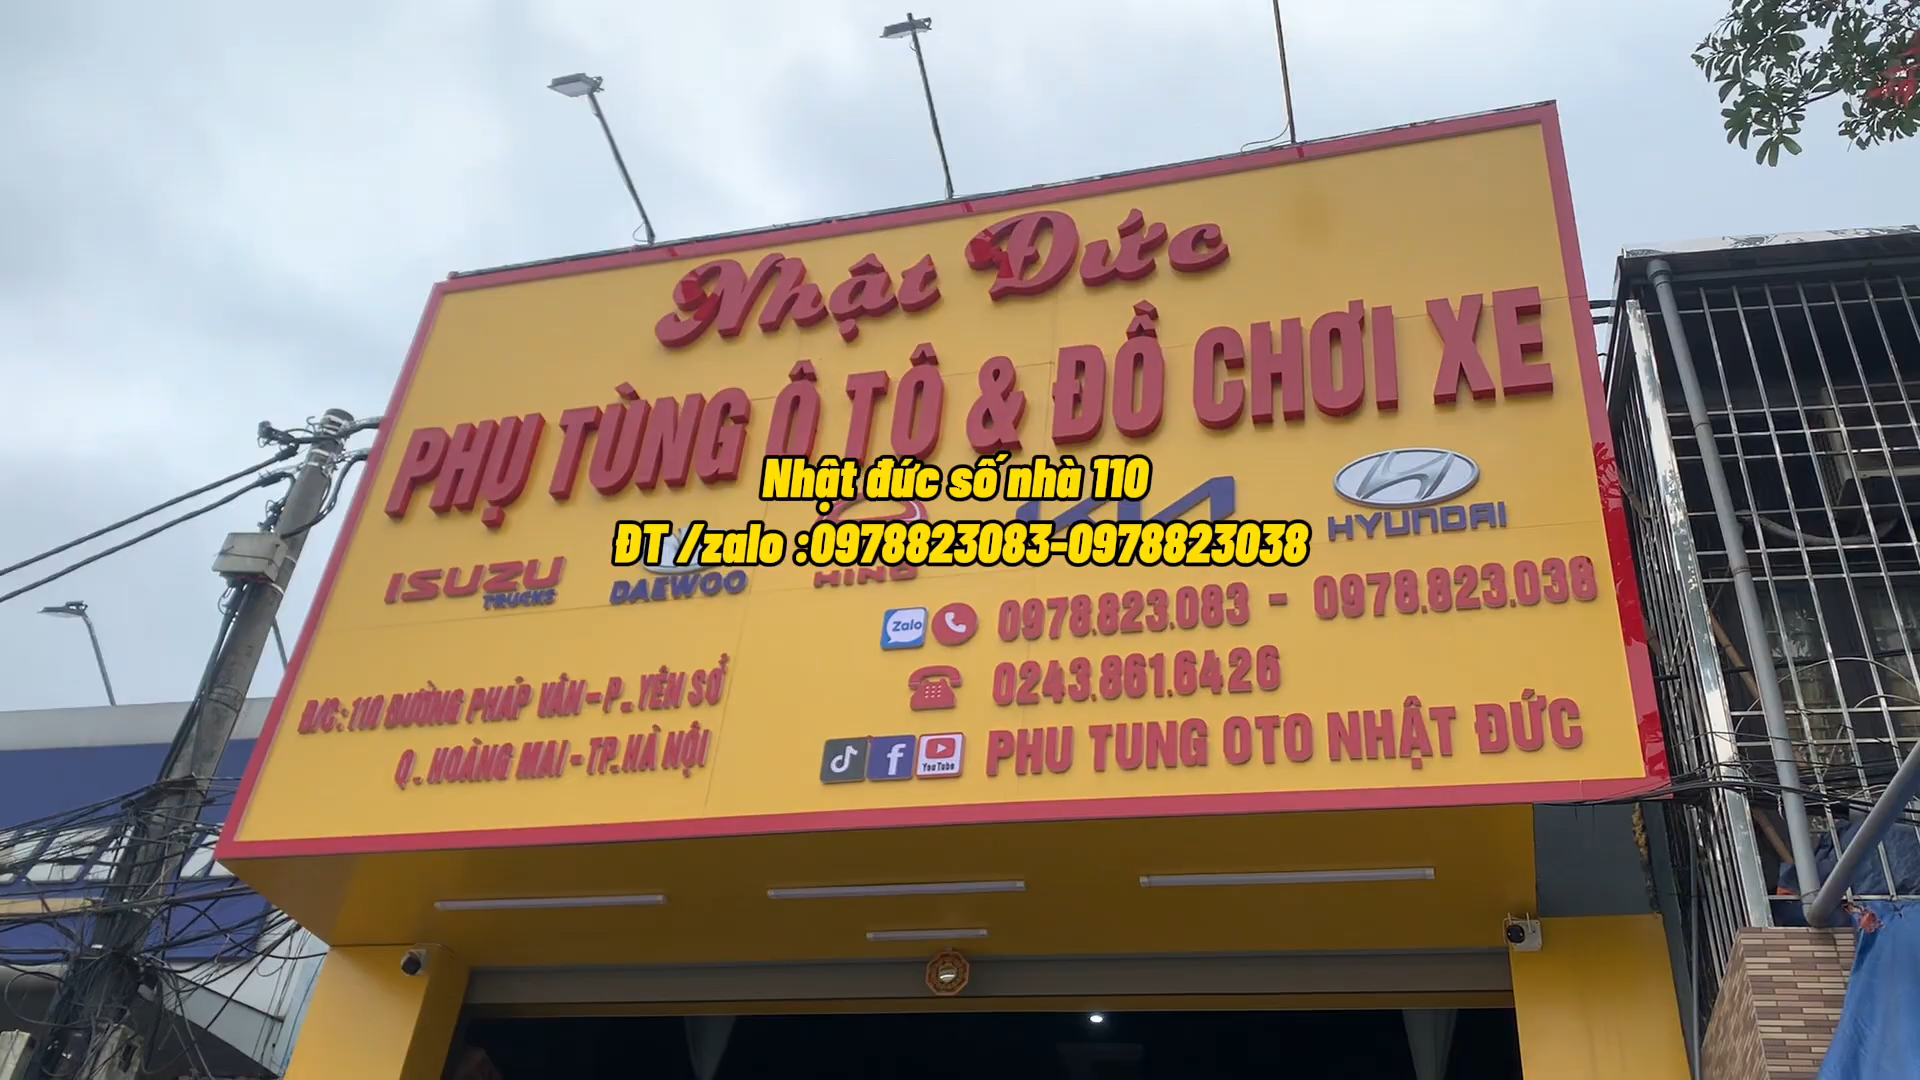 Nhật Đức
PHỤ TÙNG Ô TÔ & ĐỒ CHƠI XE
Nhật đức số nhà 110
ĐT /zalo :0978823083-0978823038
ISUZU
TRUCKS
DAEWOO
HINO
KIA
HYUNDAI
Zalo
0978.823.083 - 0978.823.038
0243.861.6426
Đ/C: 110 ĐƯỜNG PHÁP VÂN - P. YÊN SỞ
Q. HOÀNG MAI - TP. HÀ NỘI
YouTube
PHU TUNG OTO NHẬT ĐỨC